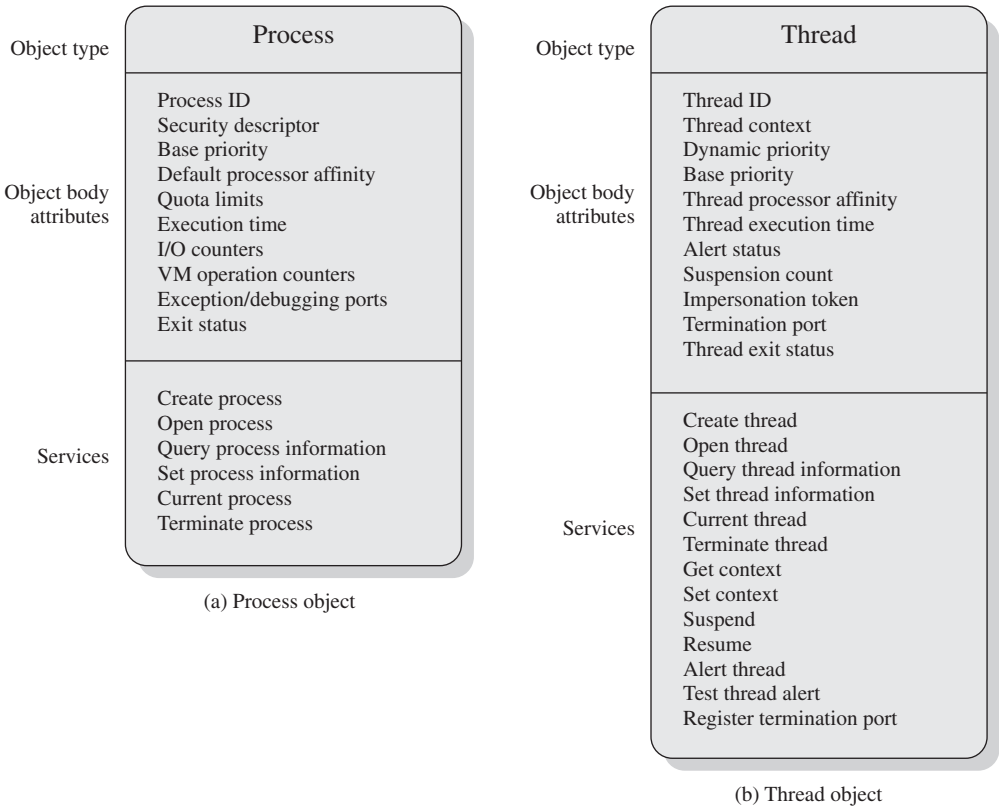 Object type
Process
Object body
attributes
Process ID
Security descriptor
Base priority
Default processor affinity
Quota limits
Execution time
I/O counters
VM operation counters
Exception/debugging ports
Exit status
Services
Create process
Open process
Query process information
Set process information
Current process
Terminate process
(a) Process object
Object type
Thread
Object body
attributes
Thread ID
Thread context
Dynamic priority
Base priority
Thread processor affinity
Thread execution time
Alert status
Suspension count
Impersonation token
Termination port
Thread exit status
Services
Create thread
Open thread
Query thread information
Set thread information
Current thread
Terminate thread
Get context
Set context
Suspend
Resume
Alert thread
Test thread alert
Register termination port
(b) Thread object